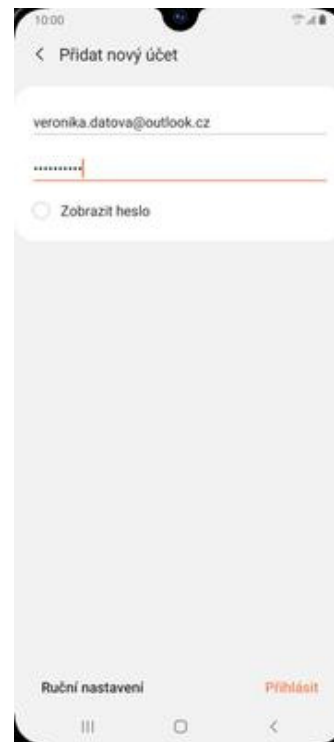 10:00
Přidat nový účet
veronika.datova@outlook.cz
••••••••••
Zobrazit heslo
Ruční nastavení
Přihlásit